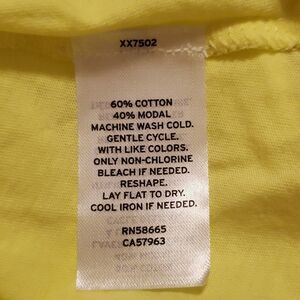 XX7502
60% COTTON
40% MODAL
MACHINE WASH COLD.
GENTLE CYCLE.
WITH LIKE COLORS.
ONLY NON-CHLORINE
BLEACH IF NEEDED.
RESHAPE.
LAY FLAT TO DRY.
COOL IRON IF NEEDED.
RN58665
CA57963